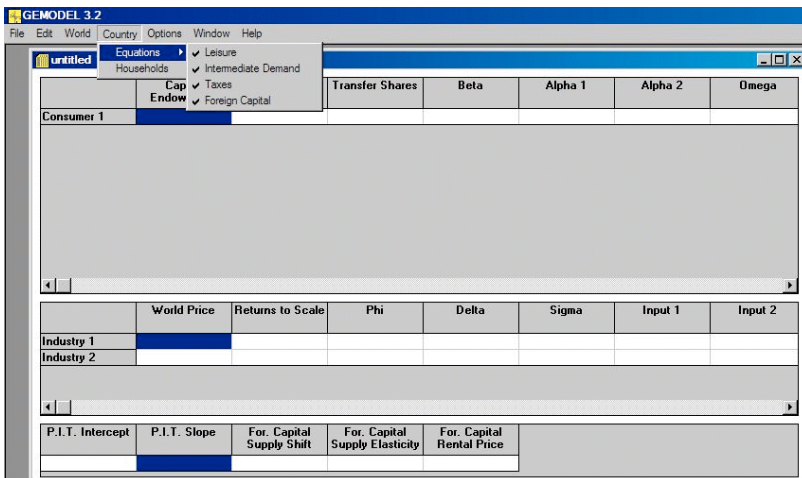 GEMODEL 3.2
File Edit World Country Options Window Help
Equations Leisure
Households Intermediate Demand
Taxes
Foreign Capital
untitled
Transfer Shares Beta Alpha 1 Alpha 2 Omega
Consumer 1
World Price Returns to Scale Phi Delta Sigma Input 1 Input 2
Industry 1
Industry 2
P.I.T. Intercept P.I.T. Slope For. Capital For. Capital For. Capital
Supply Shift Supply Elasticity Rental Price